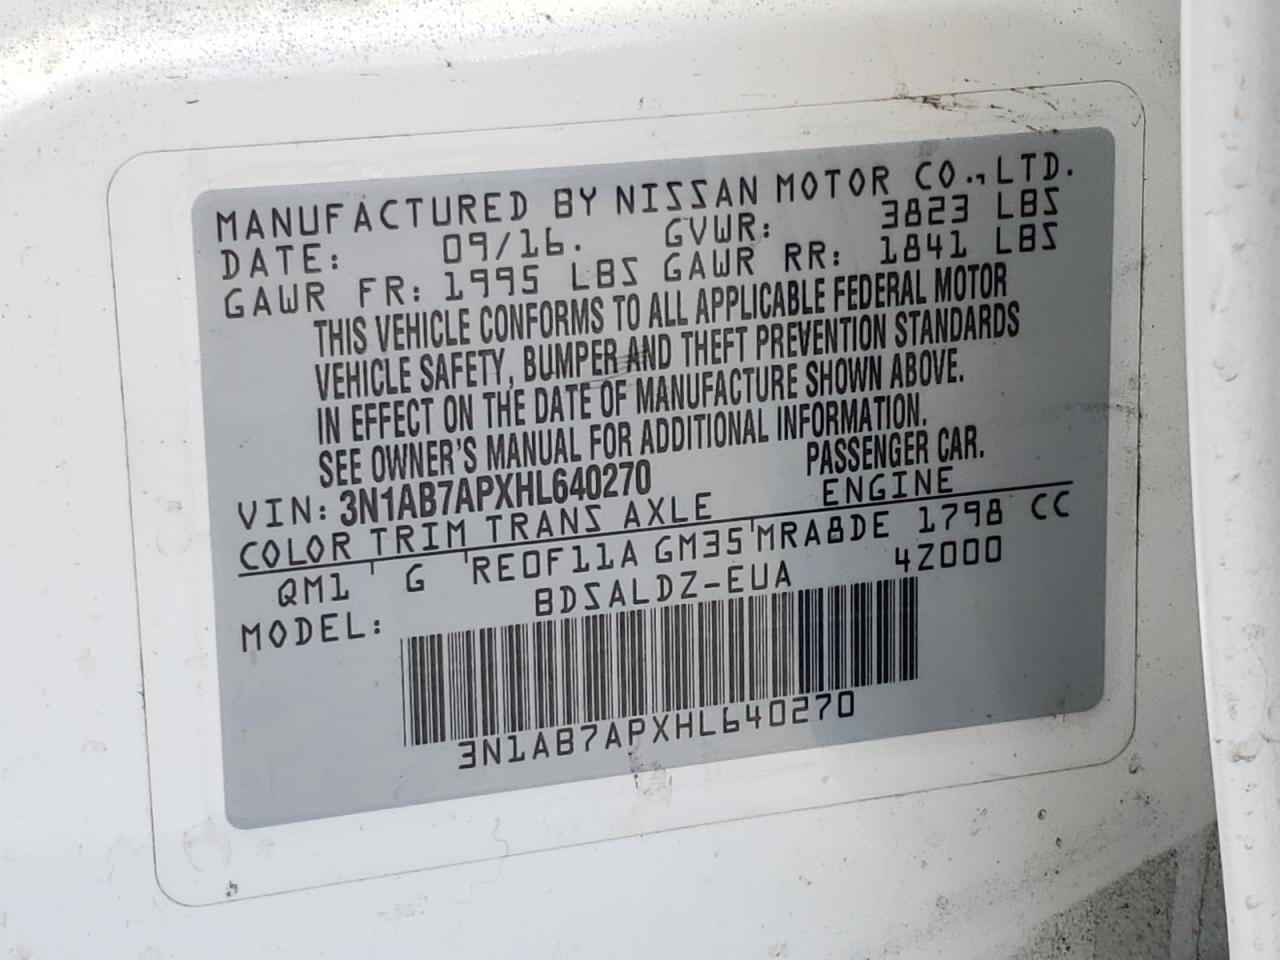 MANUFACTURED BY NISSAN MOTOR CO.,LTD.
DATE: 09/16. GVWR: 3823 LBS
GAWR FR: 1995 LBS GAWR RR: 1841 LBS
THIS VEHICLE CONFORMS TO ALL APPLICABLE FEDERAL MOTOR
VEHICLE SAFETY, BUMPER AND THEFT PREVENTION STANDARDS
IN EFFECT ON THE DATE OF MANUFACTURE SHOWN ABOVE.
SEE OWNER'S MANUAL FOR ADDITIONAL INFORMATION.
VIN: 3N1AB7APXHL640270 PASSENGER CAR.
COLOR TRIM TRANS AXLE ENGINE
QM1 G RE0F11A GM35 MRA8DE 1798 CC
MODEL: BDSALDZ-EUA 4Z000
3N1AB7APXHL640270